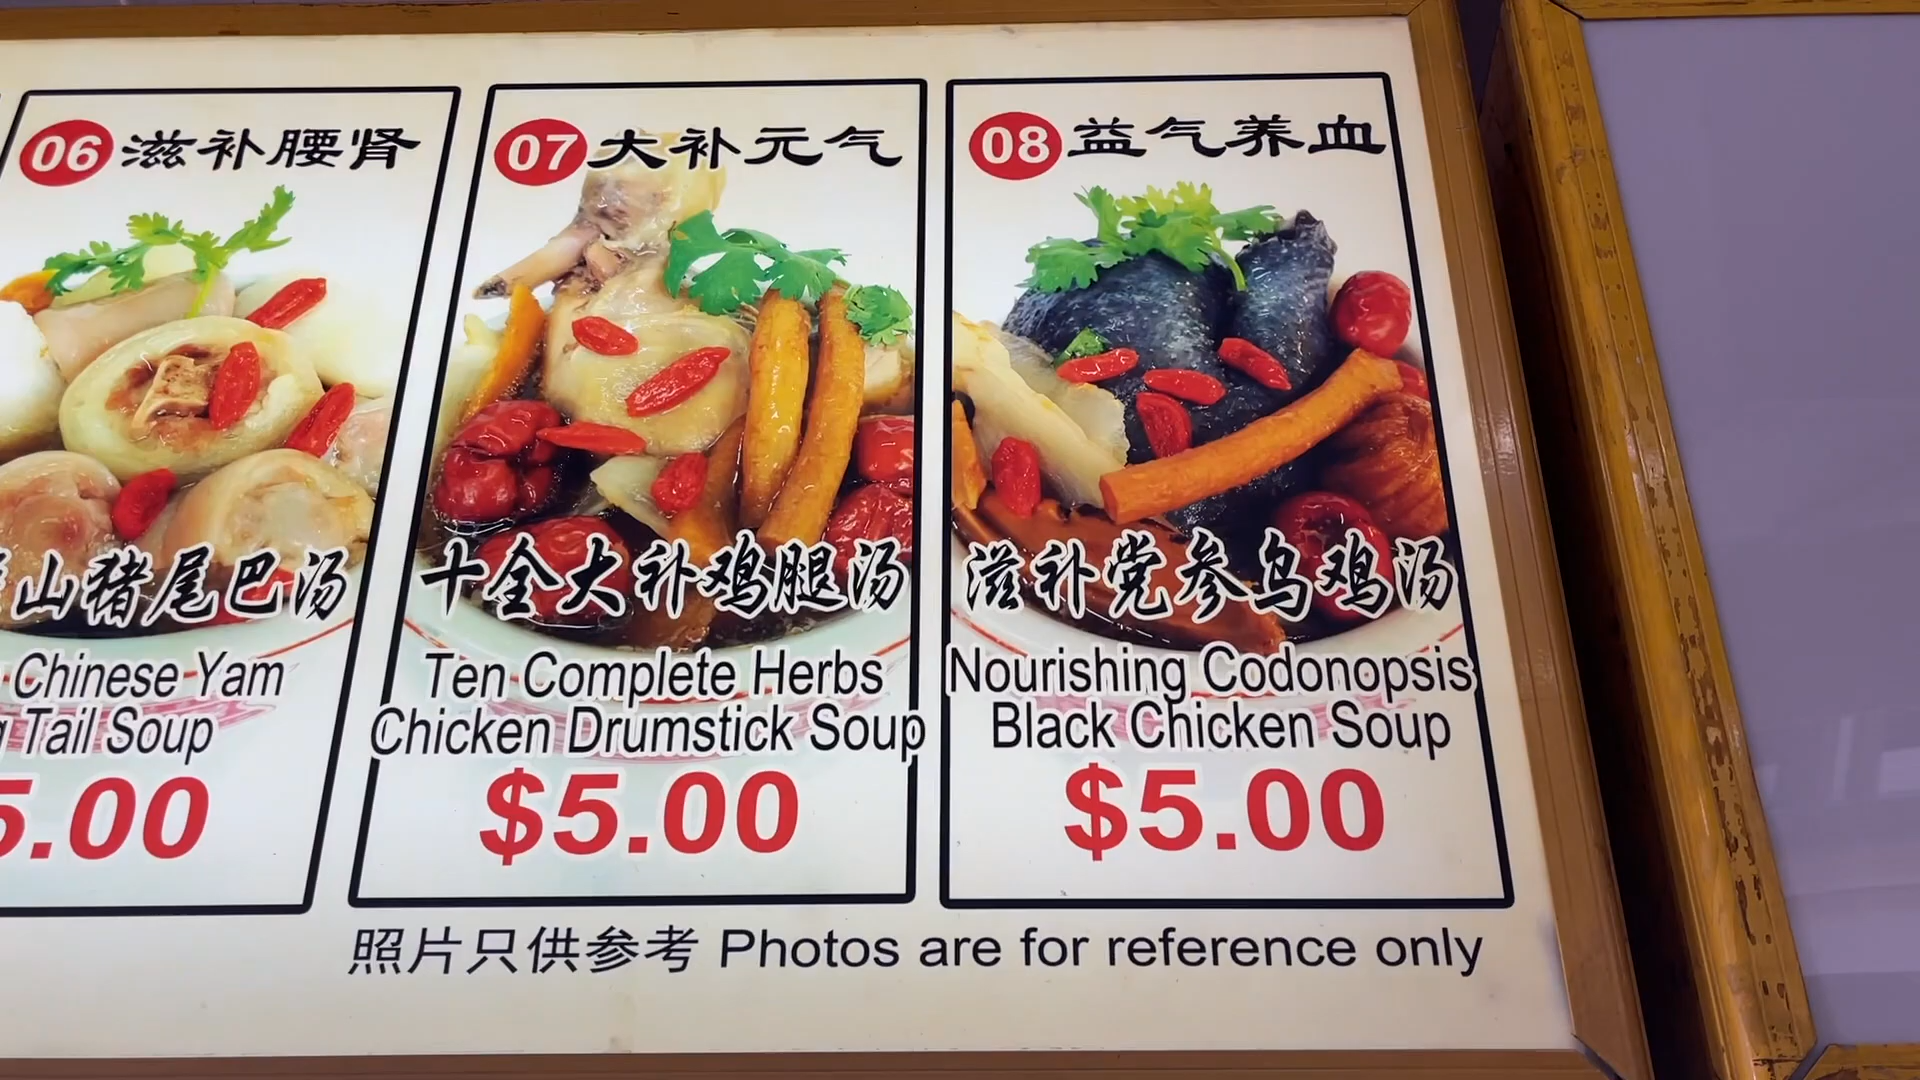 06 滋补腰肾
山猪尾巴汤
Chinese Yam
Tail Soup
5.00
07 大补元气
十全大补鸡腿汤
Ten Complete Herbs
Chicken Drumstick Soup
$5.00
08 益气养血
滋补党参乌鸡汤
Nourishing Codonopsis
Black Chicken Soup
$5.00
照片只供参考 Photos are for reference only